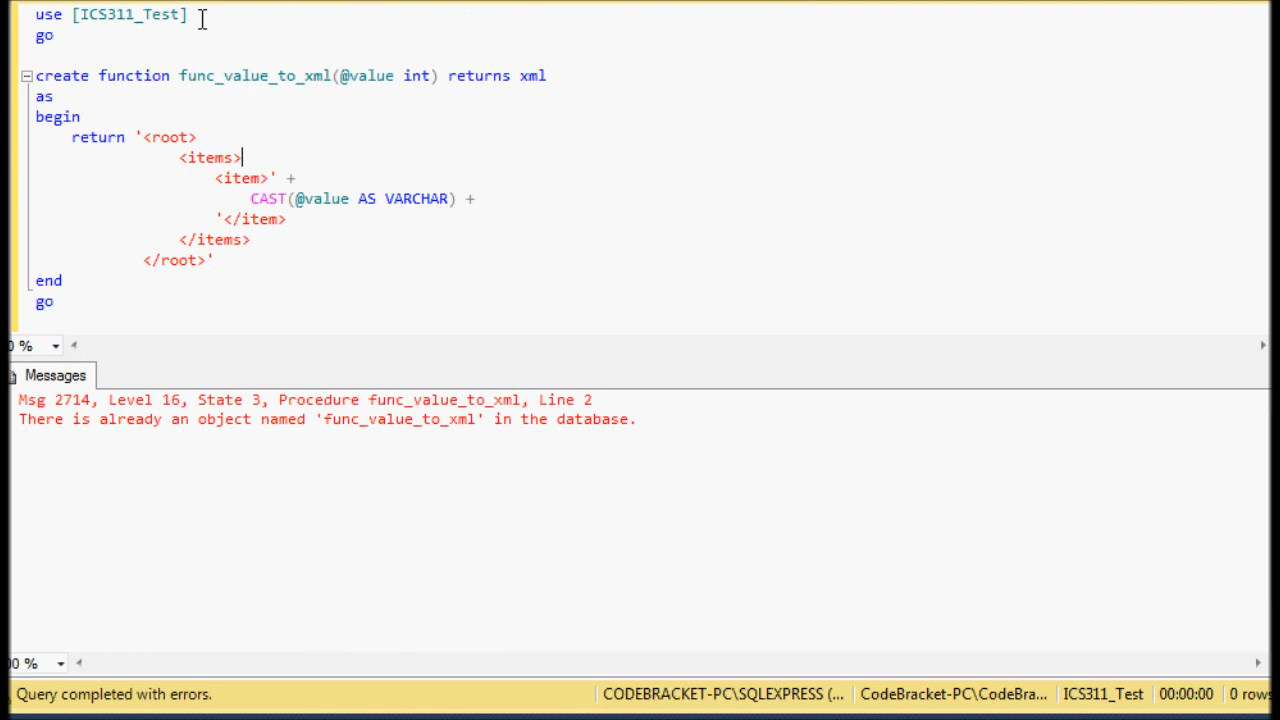 use [ICS311_Test]
go
create function func_value_to_xml(@value int) returns xml
as
begin
return '<root>
<items>
<item>' +
CAST(@value AS VARCHAR) +
'</item>
</items>
</root>'
end
go
0 %
Messages
Msg 2714, Level 16, State 3, Procedure func_value_to_xml, Line 2
There is already an object named 'func_value_to_xml' in the database.
00 %
Query completed with errors.
CODEBRACKET-PC\SQLEXPRESS (... CodeBracket-PC\CodeBra... ICS311_Test 00:00:00 0 rows